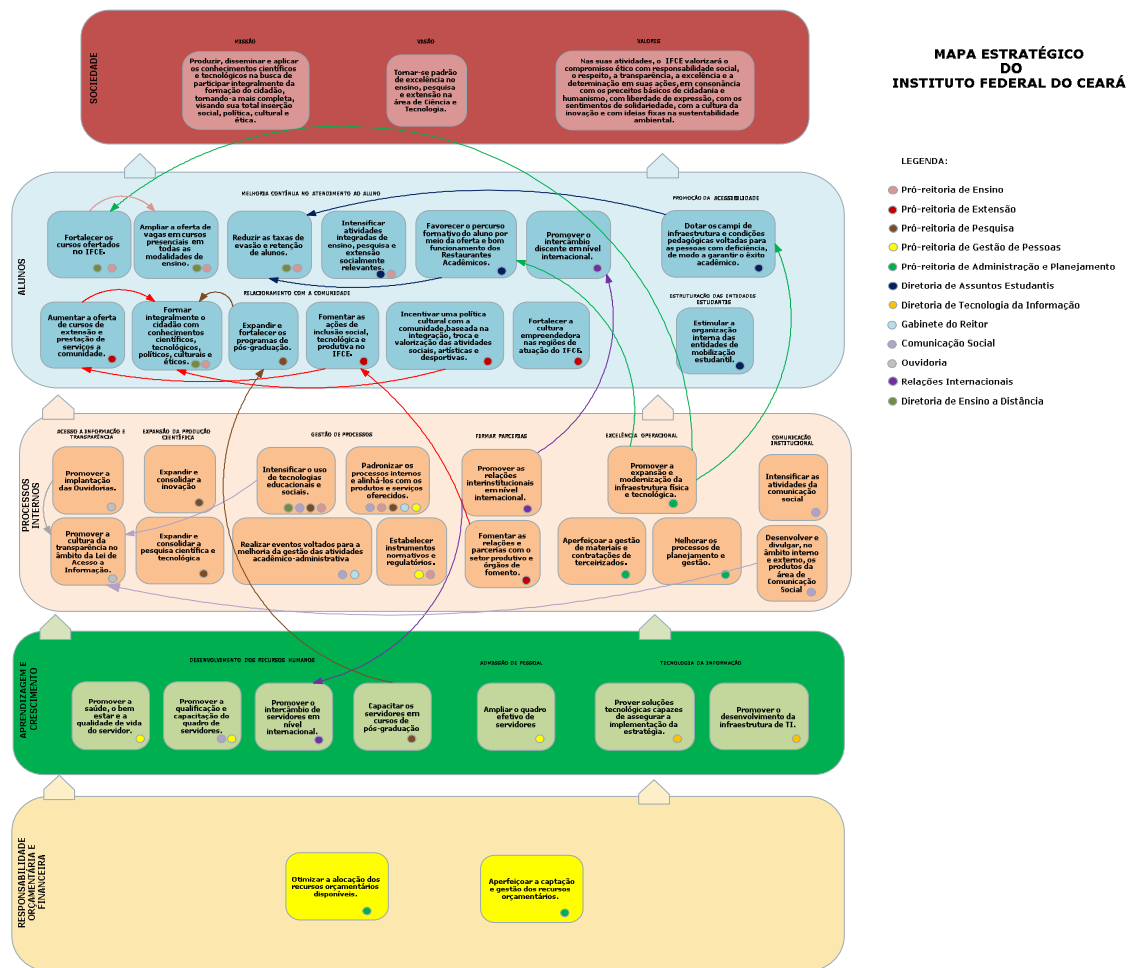 MAPA ESTRATÉGICO
DO
INSTITUTO FEDERAL DO CEARÁ
LEGENDA:
Pró-reitoria de Ensino
Pró-reitoria de Extensão
Pró-reitoria de Pesquisa
Pró-reitoria de Gestão de Pessoas
Pró-reitoria de Administração e Planejamento
Diretoria de Assuntos Estudantis
Diretoria de Tecnologia da Informação
Gabinete do Reitor
Comunicação Social
Ouvidoria
Relações Internacionais
Diretoria de Ensino a Distância
SOCIEDADE
MISSÃO
Produzir, disseminar e aplicar
os conhecimentos científicos
e tecnológicos na busca de
participar integralmente da
formação do cidadão,
tornando-a mais completa,
visando sua total inserção
social, política, cultural e
ética.
VISÃO
Tornar-se padrão
de excelência no
ensino, pesquisa
e extensão na
área de Ciência e
Tecnologia.
VALORES
Nas suas atividades, o IFCE valorizará o
compromisso ético com responsabilidade social,
o respeito, a transparência, a excelência e a
determinação em suas ações, em consonância
com os preceitos básicos de cidadania e
humanismo, com liberdade de expressão, com os
sentimentos de solidariedade, com a cultura da
inovação e com ideias fixas na sustentabilidade
ambiental.
ALUNOS
MELHORIA CONTÍNUA NO ATENDIMENTO AO ALUNO
Fortalecer os
cursos ofertados
no IFCE.
Ampliar a oferta de
vagas em cursos
presenciais em
todas as
modalidades de
ensino.
Reduzir as taxas de
evasão e retenção
de alunos.
Intensificar
atividades
integradas de
ensino, pesquisa e
extensão
socialmente
relevantes.
Favorecer o percurso
formativo do aluno por
meio da oferta e bom
funcionamento dos
Restaurantes
Acadêmicos.
Promover o
intercâmbio
discente em nível
internacional.
PROMOÇÃO DA ACESSIBILIDADE
Dotar os campi de
infraestrutura e condições
pedagógicas voltadas para
as pessoas com deficiência,
de modo a garantir o êxito
acadêmico.
RELACIONAMENTO COM A COMUNIDADE
Aumentar a oferta
de cursos de
extensão e
prestação de
serviços a
comunidade.
Formar
integralmente o
cidadão com
conhecimentos
científicos,
tecnológicos,
políticos, culturais e
éticos.
Expandir e
fortalecer os
programas de
pós-graduação.
Fomentar as
ações de
inclusão social,
tecnológica e
produtiva no
IFCE.
Incentivar uma política
cultural com a
comunidade,baseada na
integração, troca e
valorização das atividades
sociais, artísticas e
desportivas.
Fortalecer a
cultura
empreendedora
nas regiões de
atuação do IFCE.
ESTRUTURAÇÃO DAS ENTIDADES
ESTUDANTES
Estimular a
organização
interna das
entidades de
mobilização
estudantil.
PROCESSOS
INTERNOS
ACESSO A INFORMAÇÃO E
TRANSPARÊNCIA
Promover a
implantação
das Ouvidorias.
Promover a
cultura da
transparência no
âmbito da Lei de
Acesso a
Informação.
EXPANSÃO DA PRODUÇÃO
CIENTÍFICA
Expandir e
consolidar a
inovação
Expandir e
consolidar a
pesquisa científica e
tecnológica
GESTÃO DE PROCESSOS
Intensificar o uso
de tecnologias
educacionais e
sociais.
Padronizar os
processos internos
e alinhá-los com os
produtos e serviços
oferecidos.
Realizar eventos voltados para a
melhoria da gestão das atividades
acadêmico-administrativa
Estabelecer
instrumentos
normativos e
regulatórios.
FIRMAR PARCERIAS
Promover as
relações
interinstitucionais
em nível
internacional.
Fomentar as
relações e
parcerias com o
setor produtivo e
órgãos de
fomento.
EXCELÊNCIA OPERACIONAL
Promover a
expansão e
modernização da
infraestrutura física
e tecnológica.
Aperfeiçoar a gestão
de materiais e
contratações de
terceirizados.
Melhorar os
processos de
planejamento e
gestão.
COMUNICAÇÃO
INSTITUCIONAL
Intensificar as
atividades da
comunicação
social
Desenvolver e
divulgar, no
âmbito interno
e externo, os
produtos da
área de
Comunicação
Social
APRENDIZAGEM E
CRESCIMENTO
DESENVOLVIMENTO DOS RECURSOS HUMANOS
Promover a
saúde, o bem
estar e a
qualidade de vida
do servidor.
Promover a
qualificação e
capacitação do
quadro de
servidores.
Promover o
intercâmbio de
servidores em
nível
internacional.
Capacitar os
servidores em
cursos de
pós-graduação
ADMISSÃO DE PESSOAL
Ampliar o quadro
efetivo de
servidores
TECNOLOGIA DA INFORMAÇÃO
Prover soluções
tecnológicas capazes
de assegurar a
implementação da
estratégia.
Promover o
desenvolvimento da
infraestrutura de TI.
RESPONSABILIDADE
ORÇAMENTÁRIA E
FINANCEIRA
Otimizar a alocação dos
recursos orçamentários
disponíveis.
Aperfeiçoar a captação
e gestão dos recursos
orçamentários.